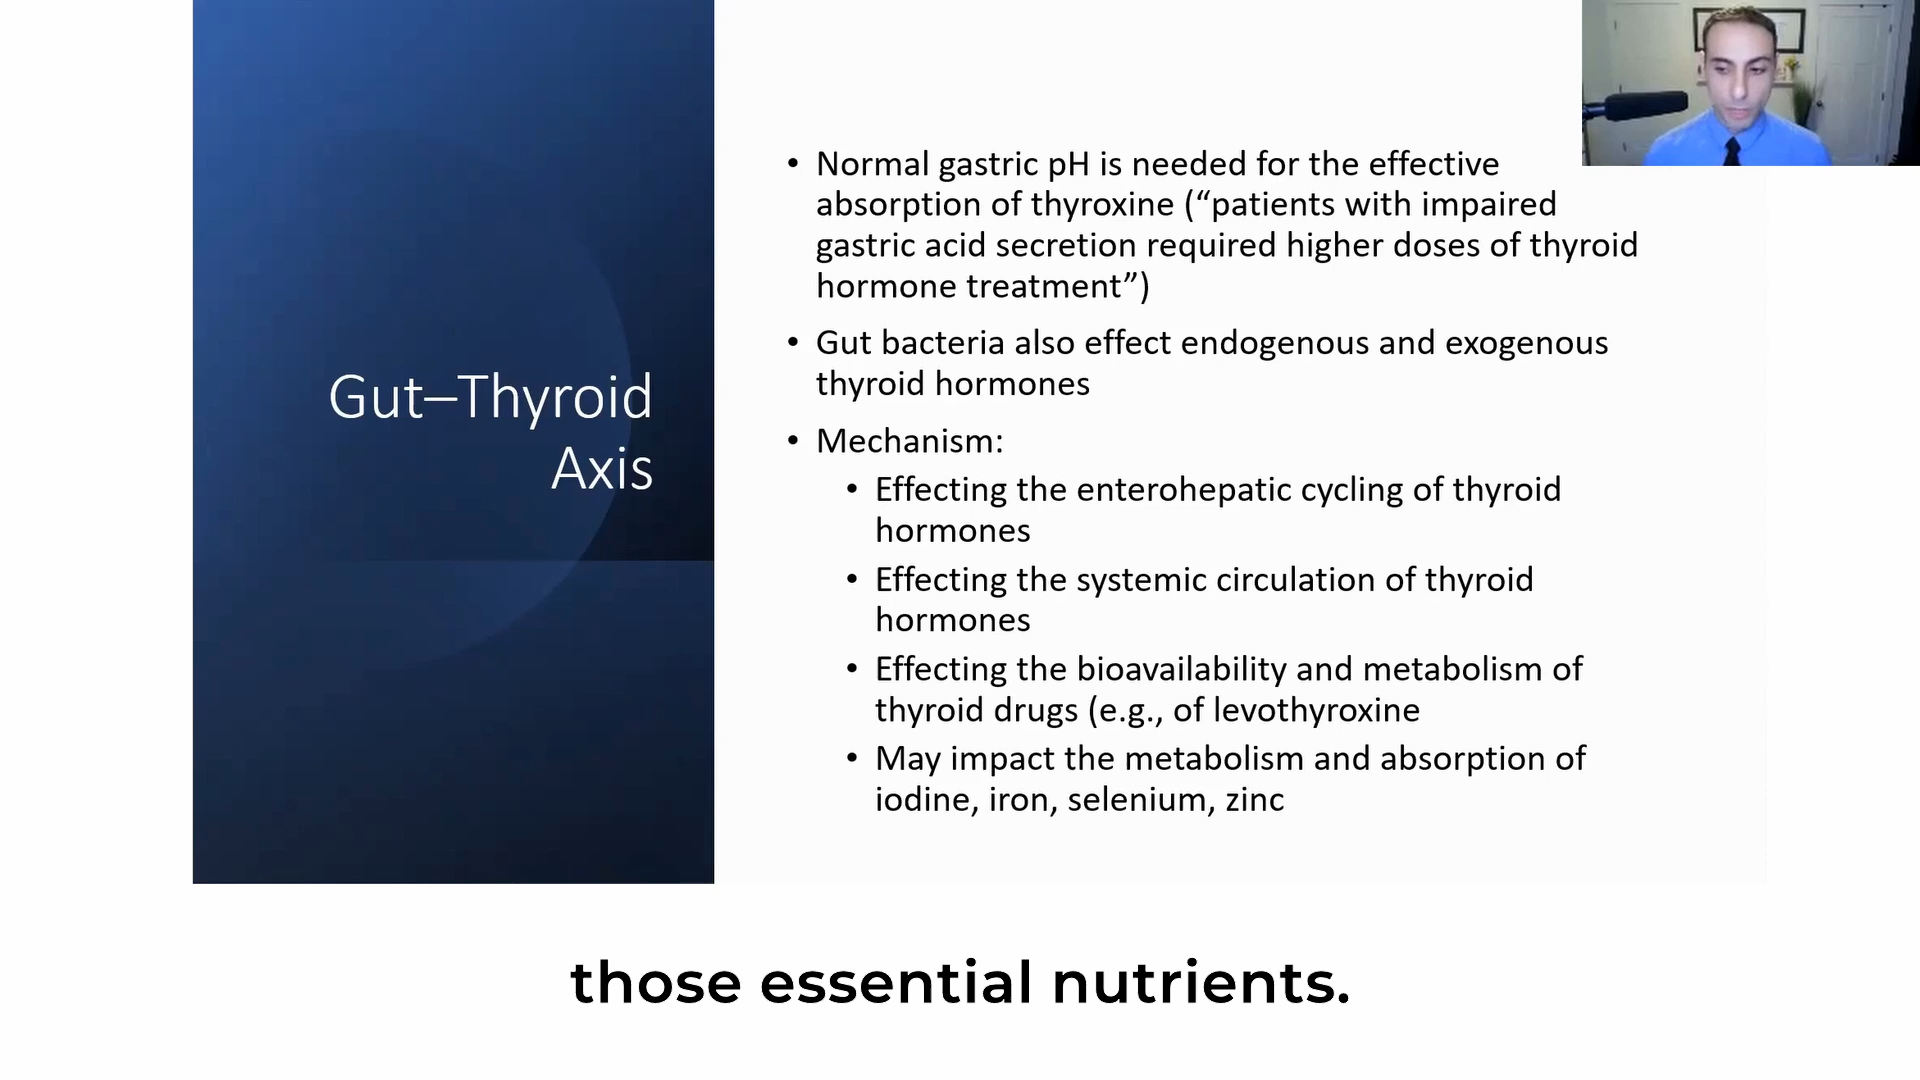 Gut–Thyroid
Axis
• Normal gastric pH is needed for the effective
absorption of thyroxine (“patients with impaired
gastric acid secretion required higher doses of thyroid
hormone treatment”)
• Gut bacteria also effect endogenous and exogenous
thyroid hormones
• Mechanism:
• Effecting the enterohepatic cycling of thyroid
hormones
• Effecting the systemic circulation of thyroid
hormones
• Effecting the bioavailability and metabolism of
thyroid drugs (e.g., of levothyroxine
• May impact the metabolism and absorption of
iodine, iron, selenium, zinc
those essential nutrients.